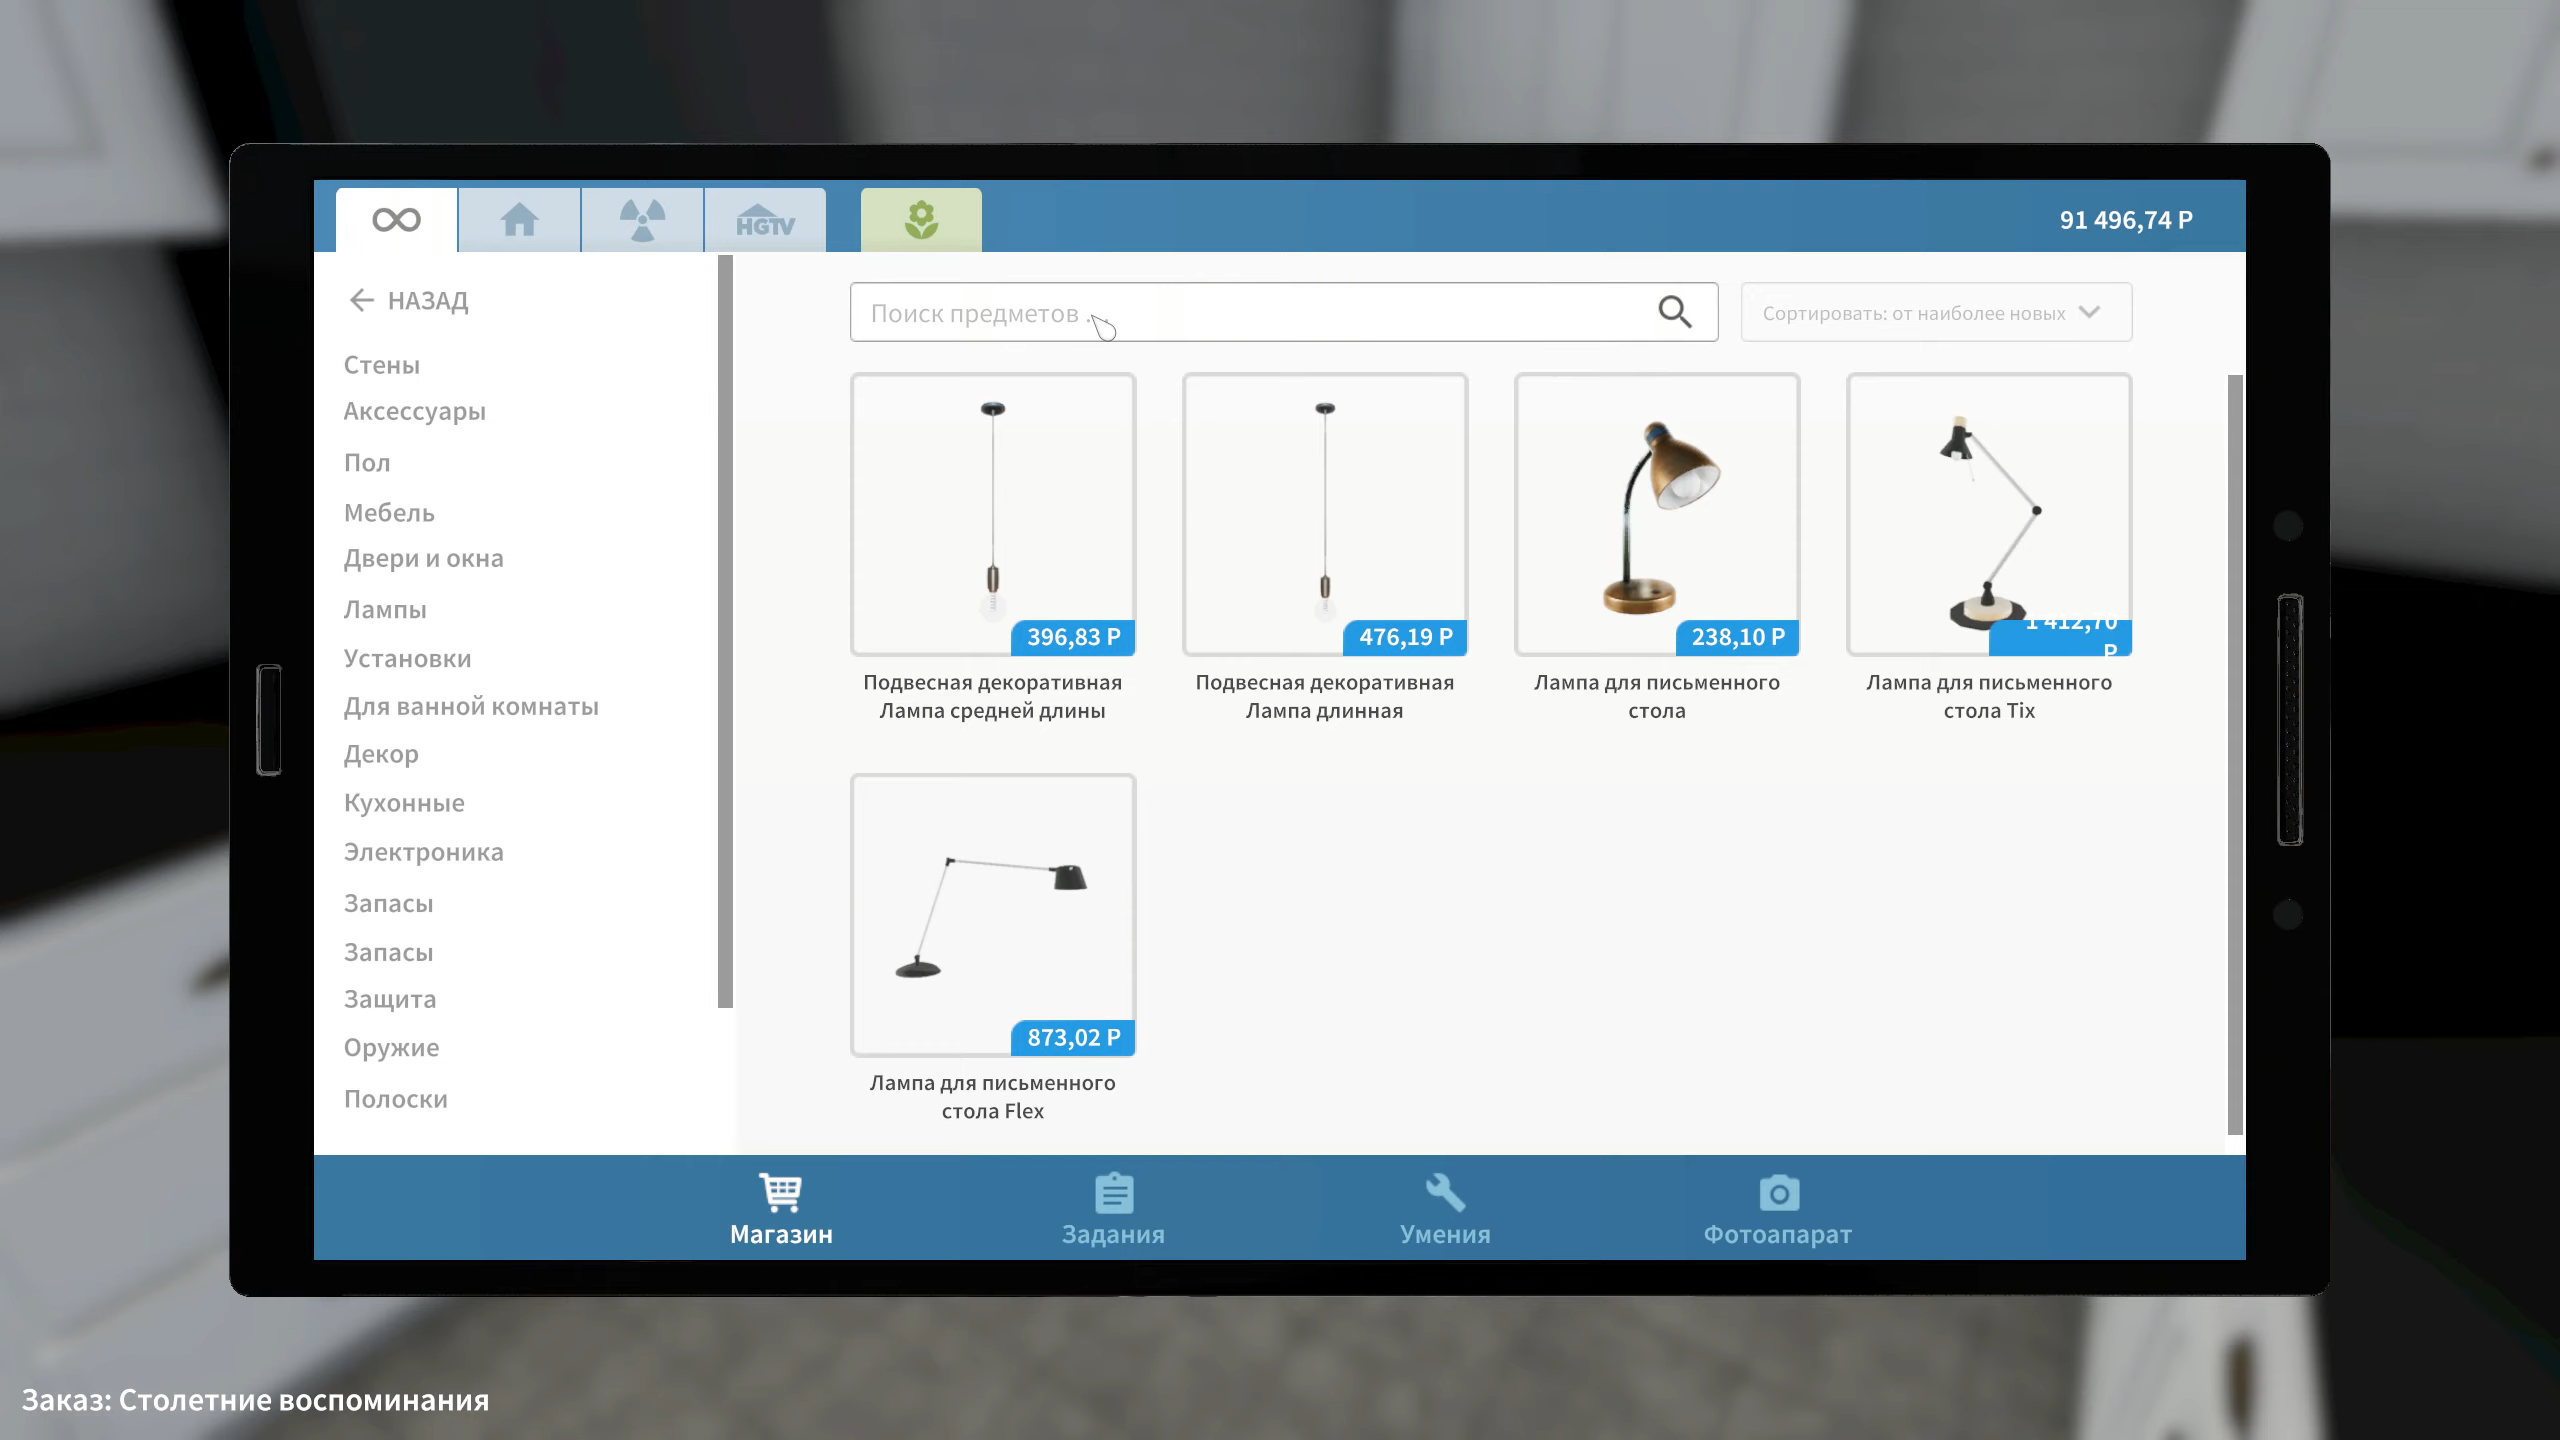 HGTV
91 496,74 Р
НАЗАД
Поиск предметов ...
Сортировать: от наиболее новых
Стены
Аксессуары
Пол
Мебель
Двери и окна
Лампы
Установки
Для ванной комнаты
Декор
Кухонные
Электроника
Запасы
Запасы
Защита
Оружие
Полоски
396,83 Р
Подвесная декоративная
Лампа средней длины
476,19 Р
Подвесная декоративная
Лампа длинная
238,10 Р
Лампа для письменного
стола
1 412,70
Р
Лампа для письменного
стола Tix
873,02 Р
Лампа для письменного
стола Flex
Магазин
Задания
Умения
Фотоапарат
Заказ: Столетние воспоминания